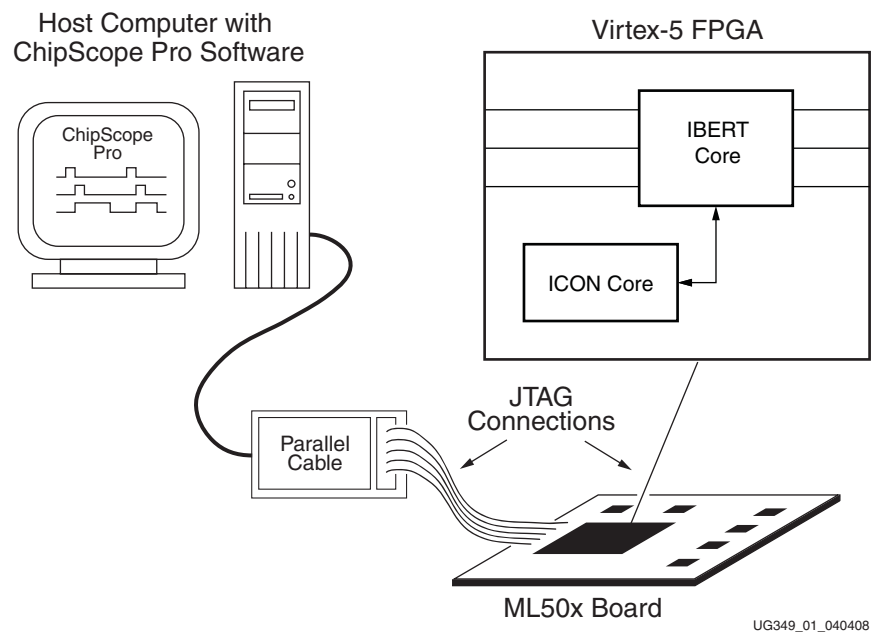 Host Computer with
ChipScope Pro Software
Virtex-5 FPGA
ChipScope
Pro
IBERT
Core
ICON Core
JTAG
Connections
Parallel
Cable
ML50x Board
UG349_01_040408